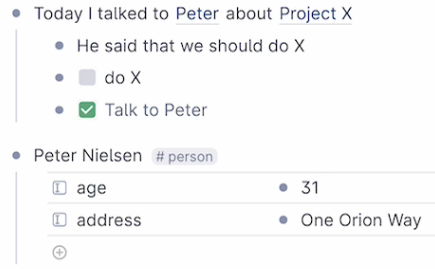 Today I talked to Peter about Project X
He said that we should do X
do X
Talk to Peter
Peter Nielsen # person
age 31
address One Orion Way